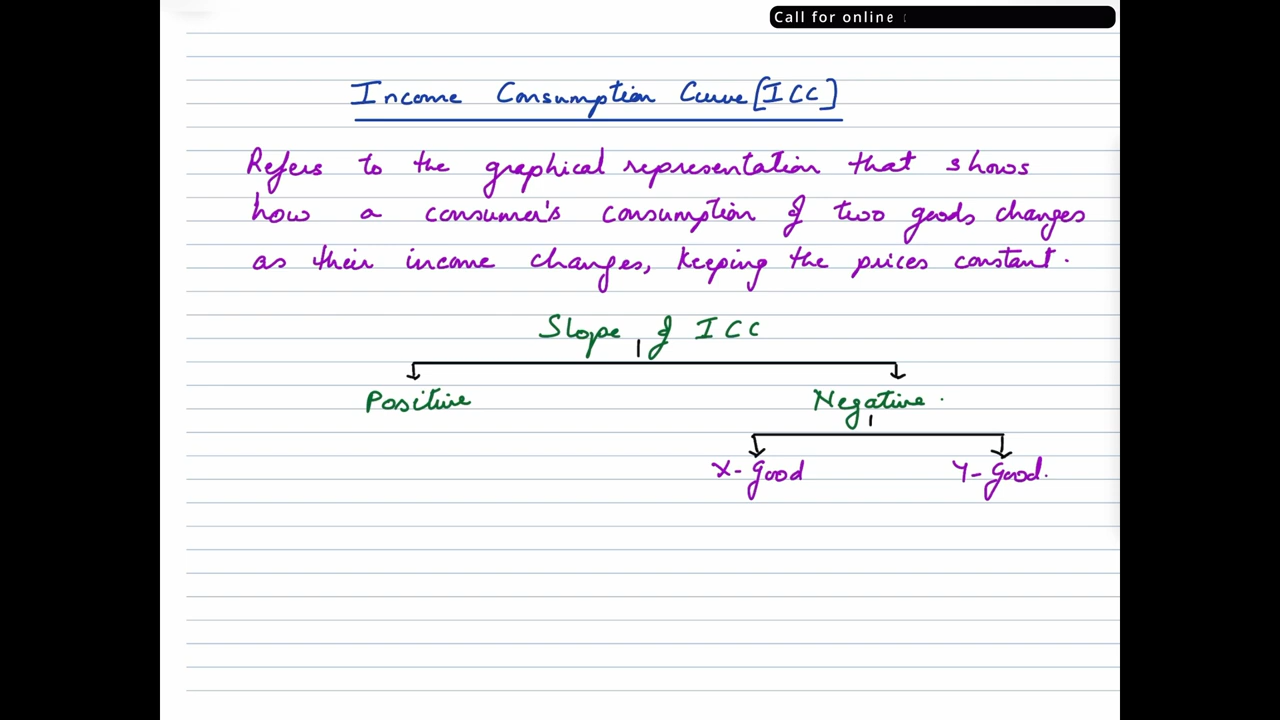 Call for online
Income Consumption Curve [ICC]
Refers to the graphical representation that shows
how a consumer's consumption of two goods changes
as their income changes, keeping the prices constant.
Slope of ICC
Positive Negative.
X-good Y-good.